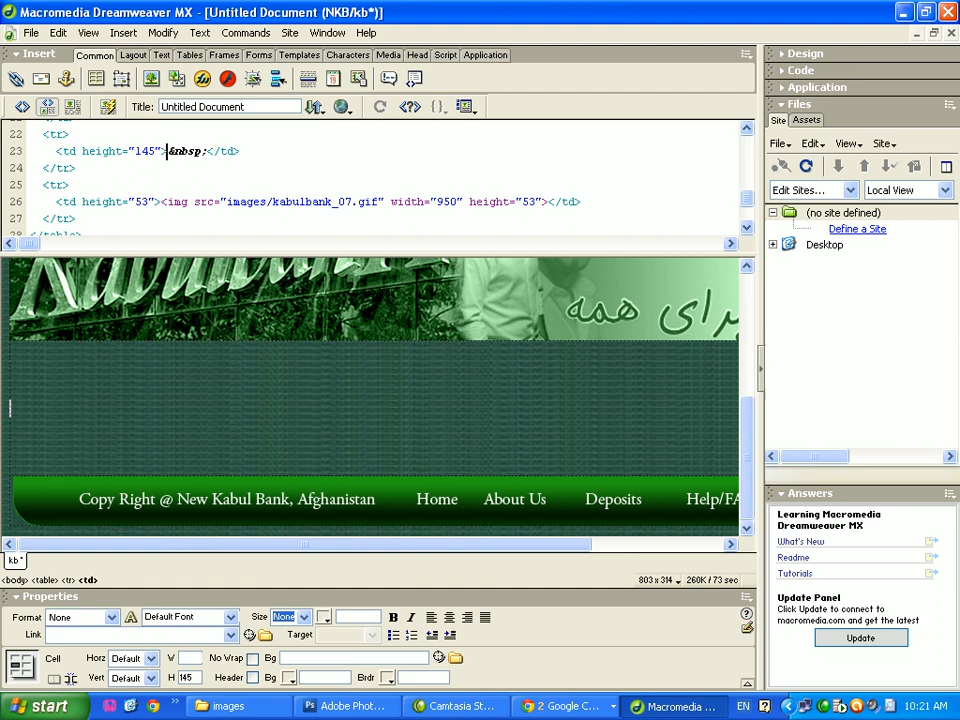 Macromedia Dreamweaver MX - [Untitled Document (NKB/kb*)]
File Edit View Insert Modify Text Commands Site Window Help
Insert Common Layout Text Tables Frames Forms Templates Characters Media Head Script Application
Title: Untitled Document
22 <tr>
23 <td height="145">&nbsp;</td>
24 </tr>
25 <tr>
26 <td height="53"><img src="images/kabulbank_07.gif" width="950" height="53"></td>
27 </tr>
28 </table>
برای همه
Copy Right @ New Kabul Bank, Afghanistan Home About Us Deposits Help/FA
kb*
<body> <table> <tr> <td> 803 x 314 260K / 73 sec
Properties
Format None Default Font Size None B I
Link Target
Cell Horz Default W No Wrap Bg
Vert Default H 145 Header Bg Brdr
Design
Code
Application
Files
Site Assets
File Edit View Site
Edit Sites... Local View
(no site defined)
Define a Site
Desktop
Answers
Learning Macromedia
Dreamweaver MX
What's New
Readme
Tutorials
Update Panel
Click Update to connect to
macromedia.com and get the latest
Update
start images Adobe Phot... Camtasia St... 2 Google C... Macromedia ... EN 10:21 AM